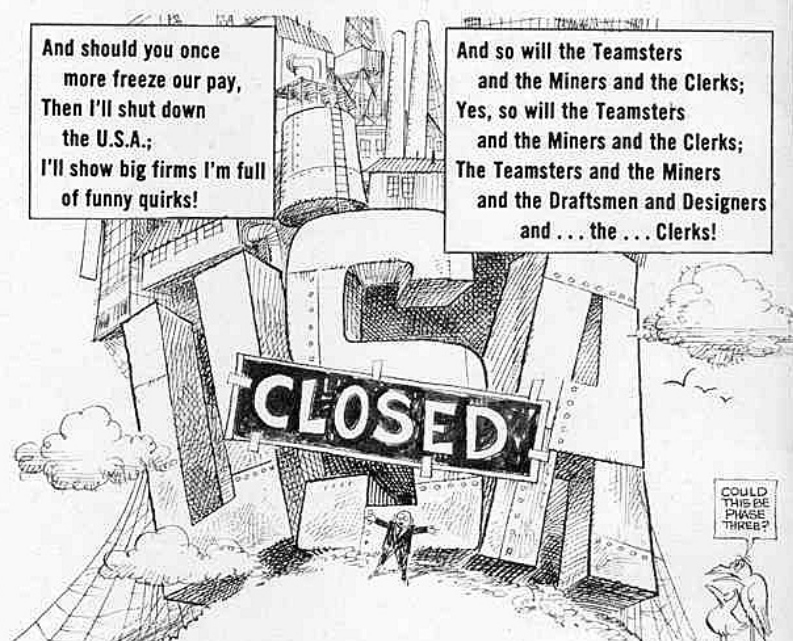 And should you once
more freeze our pay,
Then I'll shut down
the U.S.A.;
I'll show big firms I'm full
of funny quirks!
And so will the Teamsters
and the Miners and the Clerks;
Yes, so will the Teamsters
and the Miners and the Clerks;
The Teamsters and the Miners
and the Draftsmen and Designers
and . . . the . . . Clerks!
USA
CLOSED
COULD
THIS BE
PHASE
THREE?